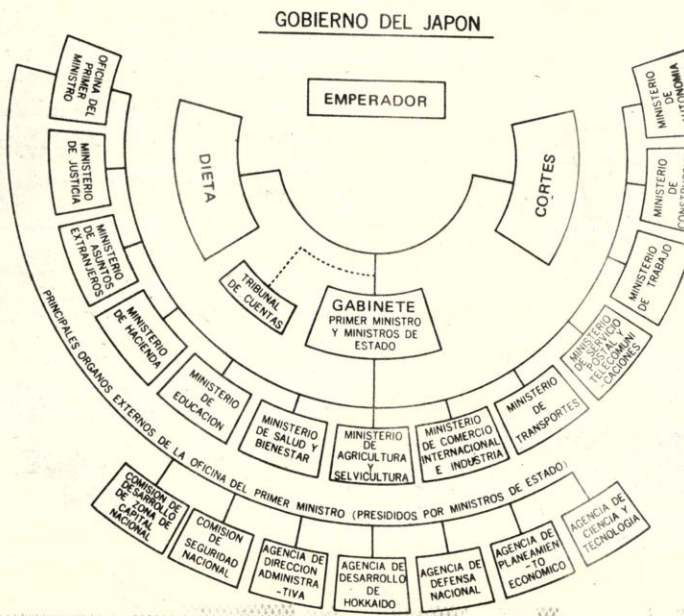 GOBIERNO DEL JAPON
EMPERADOR
DIETA
CORTES
TRIBUNAL
DE CUENTAS
GABINETE
PRIMER MINISTRO
Y MINISTROS DE
ESTADO
OFICINA DEL
PRIMER
MINISTRO
MINISTERIO
DE JUSTICIA
MINISTERIO
DE ASUNTOS
EXTRANJEROS
MINISTERIO
DE HACIENDA
MINISTERIO
DE
EDUCACION
MINISTERIO
DE SALUD Y
BIENESTAR
MINISTERIO
DE
AGRICULTURA
Y
SELVICULTURA
MINISTERIO
DE COMERCIO
INTERNACIONAL
E INDUSTRIA
MINISTERIO
DE
TRANSPORTES
MINISTERIO
DE SERVICIO
POSTAL Y
TELECOMUNI
-CACIONES
MINISTERIO
DE TRABAJO
MINISTERIO
DE
MINISTERIO
DE
PRINCIPALES ORGANOS EXTERNOS DE LA OFICINA DEL PRIMER MINISTRO (PRESIDIDOS POR MINISTROS DE ESTADO)
COMISION DE
DESARROLLO
DE ZONA DE
CAPITAL
NACIONAL
COMISION
DE
SEGURIDAD
NACIONAL
AGENCIA DE
DIRECCION
ADMINISTRA
-TIVA
AGENCIA DE
DESARROLLO
DE
HOKKAIDO
AGENCIA DE
DEFENSA
NACIONAL
AGENCIA DE
PLANEAMIEN
-TO
ECONOMICO
AGENCIA DE
CIENCIA Y
TECNOLOGIA